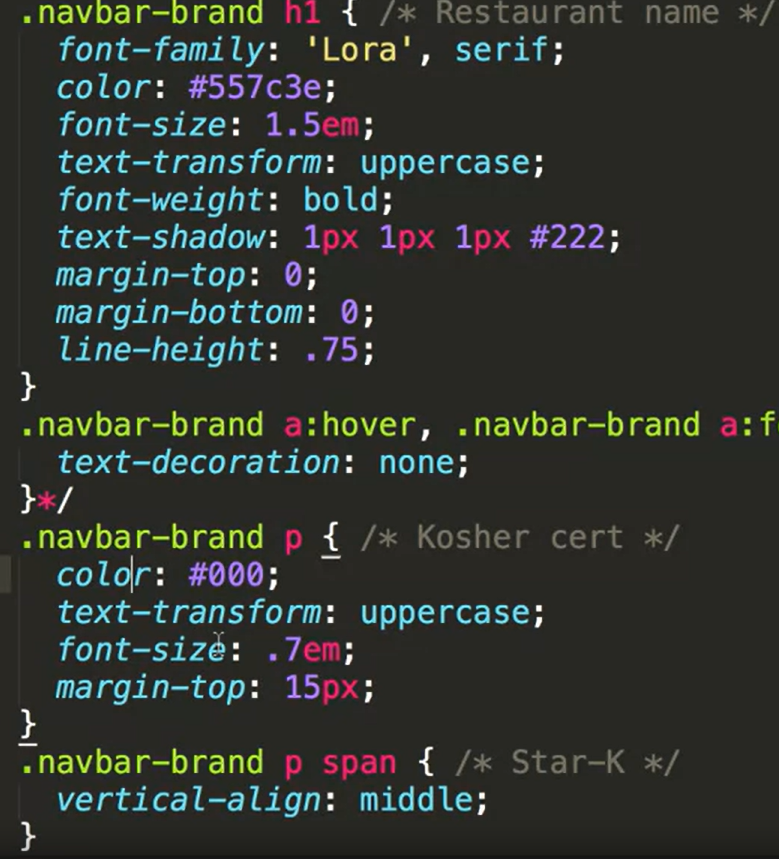 .navbar-brand h1 { /* Restaurant name */
font-family: 'Lora', serif;
color: #557c3e;
font-size: 1.5em;
text-transform: uppercase;
font-weight: bold;
text-shadow: 1px 1px 1px #222;
margin-top: 0;
margin-bottom: 0;
line-height: .75;
}
.navbar-brand a:hover, .navbar-brand a:f
text-decoration: none;
}*/
.navbar-brand p { /* Kosher cert */
color: #000;
text-transform: uppercase;
font-size: .7em;
margin-top: 15px;
}
.navbar-brand p span { /* Star-K */
vertical-align: middle;
}